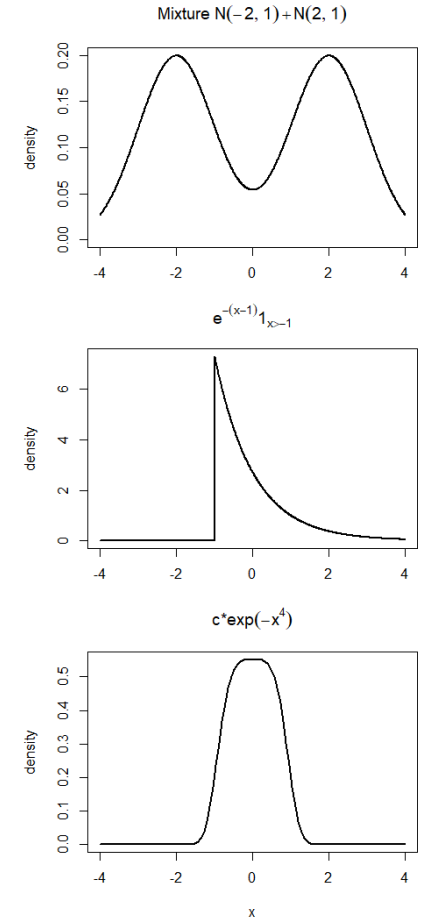 Mixture N(−2, 1)+N(2, 1)
density
0.00 0.05 0.10 0.15 0.20
-4 -2 0 2 4
e^{−(x−1)}1_{x>−1}
density
0 2 4 6
-4 -2 0 2 4
c*exp(−x^4)
density
0.0 0.1 0.2 0.3 0.4 0.5
-4 -2 0 2 4
x